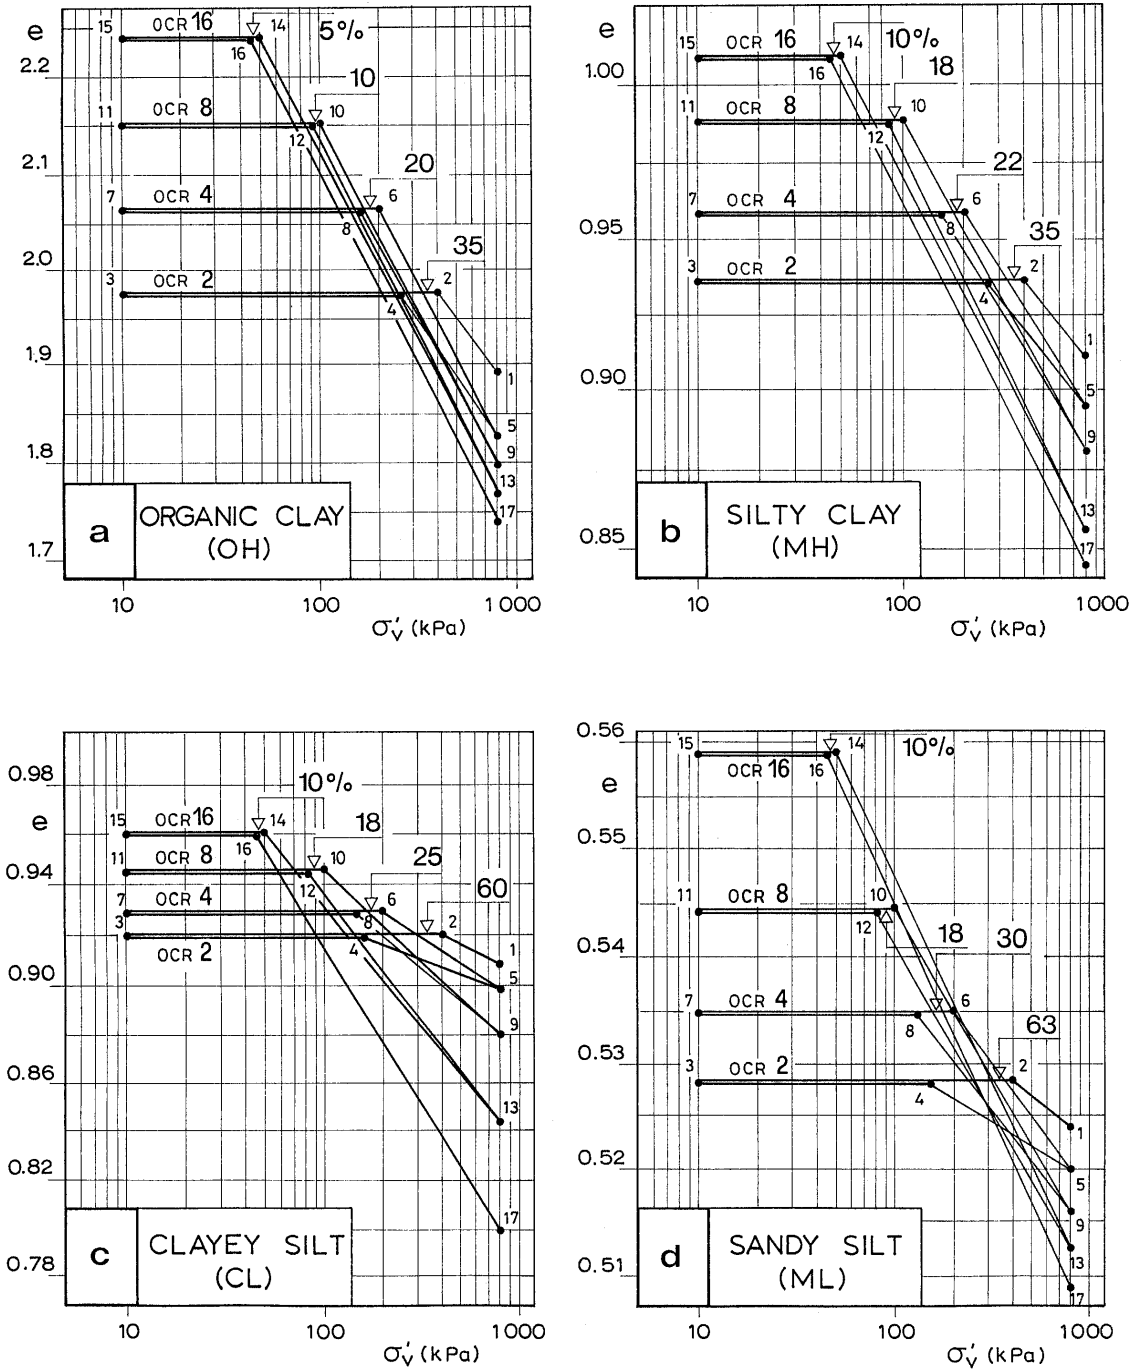 e
2.2
2.1
2.0
1.9
1.8
1.7
15 OCR 16 14 5%
16
10
11 OCR 8 10
12
20
7 OCR 4 6
8
35
3 OCR 2 2
4
1
5
9
13
17
a ORGANIC CLAY
(OH)
10 100 1000
σ'v (kPa)
e
1.00
0.95
0.90
0.85
15 OCR 16 14 10%
16
18
11 OCR 8 10
12
22
7 OCR 4 6
8
35
3 OCR 2 2
4
1
5
9
13
17
b SILTY CLAY
(MH)
10 100 1000
σ'v (kPa)
0.98
e
0.94
0.90
0.86
0.82
0.78
10%
15 OCR 16 14
16
18
11 OCR 8 10
12
25
7 OCR 4 6
8
60
3 2
OCR 2 4
1
5
9
13
17
c CLAYEY SILT
(CL)
10 100 1000
σ'v (kPa)
0.56
e
0.55
0.54
0.53
0.52
0.51
15 14 10%
OCR 16 16
11 OCR 8 10
12
18 30
7 OCR 4 6
8
63
3 OCR 2 2
4
1
5
9
13
17
d SANDY SILT
(ML)
10 100 1000
σ'v (kPa)